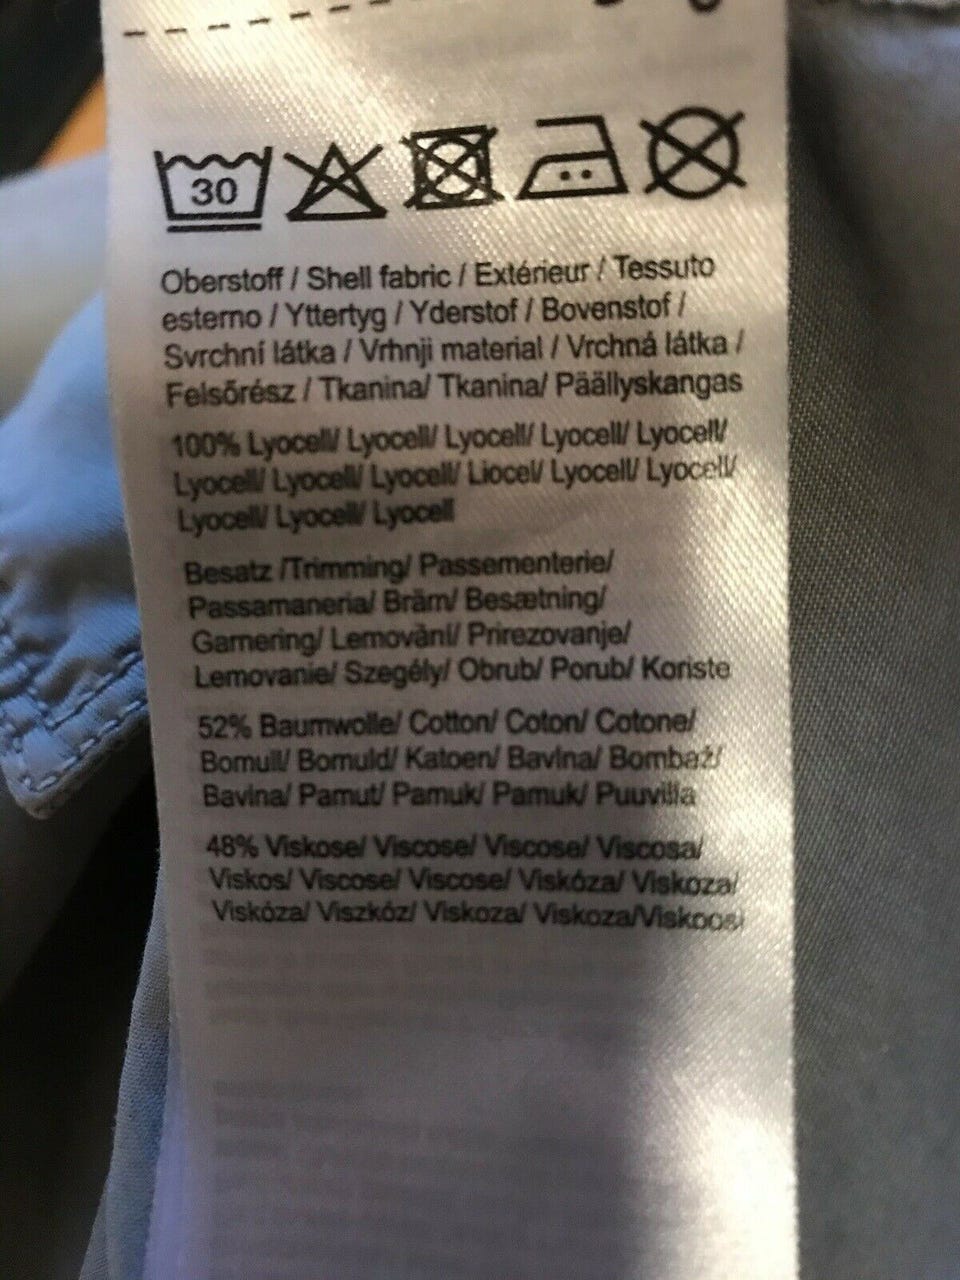 30
Oberstoff / Shell fabric / Extérieur / Tessuto
esterno / Yttertyg / Yderstof / Bovenstof /
Svrchní látka / Vrhnji material / Vrchná látka /
Felsõrész / Tkanina/ Tkanina/ Päällyskangas
100% Lyocell/ Lyocell/ Lyocell/ Lyocell/ Lyocell/
Lyocell/ Lyocell/ Lyocell/ Liocel/ Lyocell/ Lyocell/
Lyocell/ Lyocell/ Lyocell
Besatz /Trimming/ Passementerie/
Passamaneria/ Bräm/ Besætning/
Garnering/ Lemování/ Prirezovanje/
Lemovanie/ Szegély/ Obrub/ Porub/ Koriste
52% Baumwolle/ Cotton/ Coton/ Cotone/
Bomull/ Bomuld/ Katoen/ Bavlna/ Bombaž/
Bavlna/ Pamut/ Pamuk/ Pamuk/ Puuvilla
48% Viskose/ Viscose/ Viscose/ Viscosa/
Viskos/ Viscose/ Viscose/ Viskóza/ Viskoza/
Viskóza/ Viszkóz/ Viskoza/ Viskoza/Viskoosi